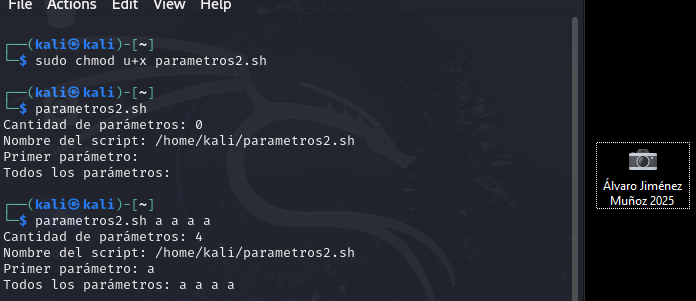 File Actions Edit View Help
┌──(kali㉿kali)-[~]
└─$ sudo chmod u+x parametros2.sh
┌──(kali㉿kali)-[~]
└─$ parametros2.sh
Cantidad de parámetros: 0
Nombre del script: /home/kali/parametros2.sh
Primer parámetro:
Todos los parámetros:
┌──(kali㉿kali)-[~]
└─$ parametros2.sh a a a a
Cantidad de parámetros: 4
Nombre del script: /home/kali/parametros2.sh
Primer parámetro: a
Todos los parámetros: a a a a
Álvaro Jiménez
Muñoz 2025